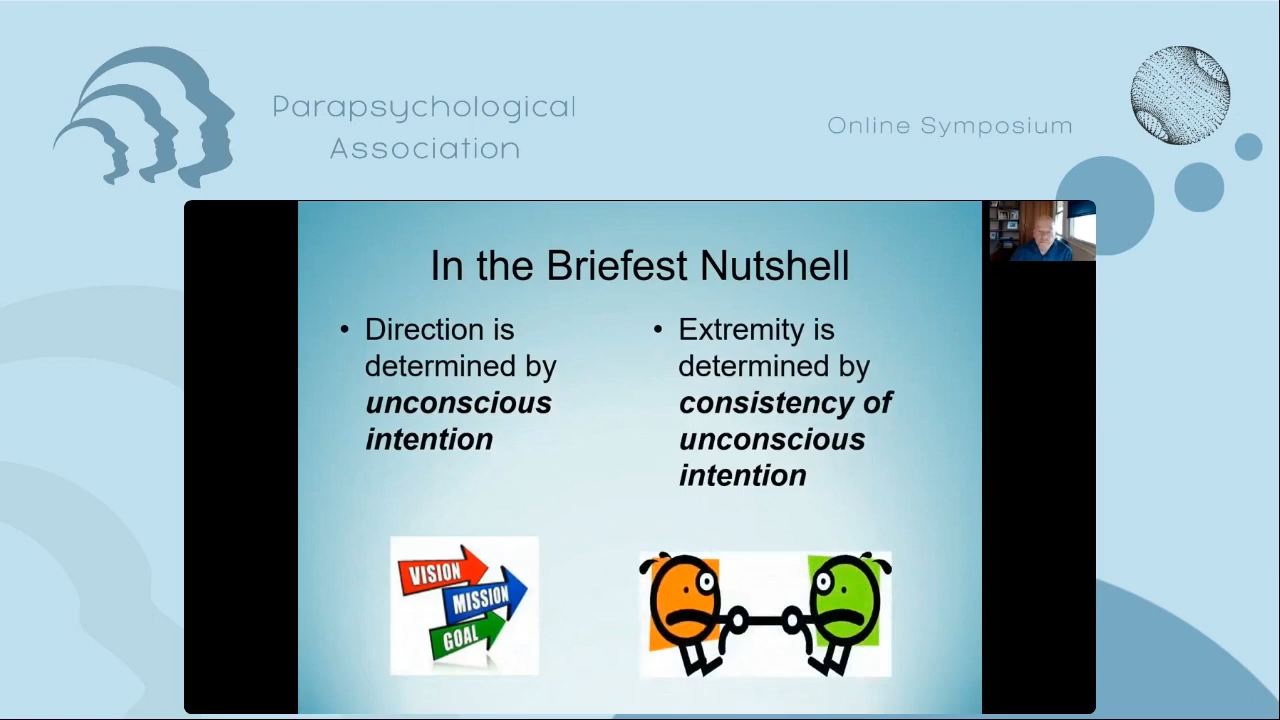 Parapsychological
Association
Online Symposium
In the Briefest Nutshell
• Direction is
determined by
unconscious
intention
• Extremity is
determined by
consistency of
unconscious
intention
VISION
MISSION
GOAL